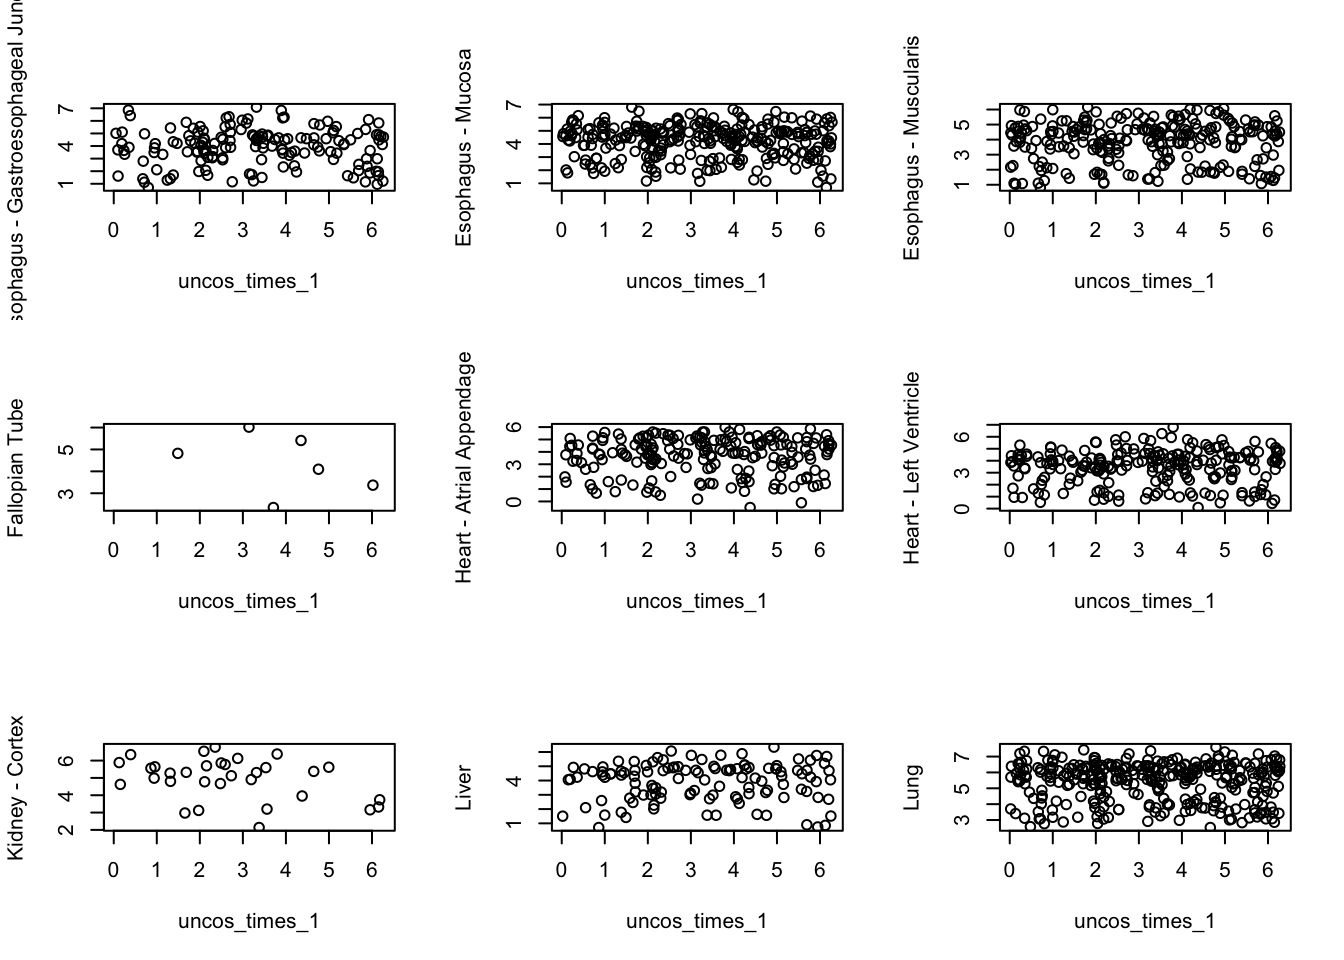 sophagus - Gastroesophageal Junc
7
4
1
0 1 2 3 4 5 6
uncos_times_1
Esophagus - Mucosa
7
4
1
0 1 2 3 4 5 6
uncos_times_1
Esophagus - Muscularis
5
3
1
0 1 2 3 4 5 6
uncos_times_1
Fallopian Tube
5
3
0 1 2 3 4 5 6
uncos_times_1
Heart - Atrial Appendage
6
3
0
0 1 2 3 4 5 6
uncos_times_1
Heart - Left Ventricle
6
3
0
0 1 2 3 4 5 6
uncos_times_1
Kidney - Cortex
6
4
2
0 1 2 3 4 5 6
uncos_times_1
Liver
4
1
0 1 2 3 4 5 6
uncos_times_1
Lung
7
5
3
0 1 2 3 4 5 6
uncos_times_1